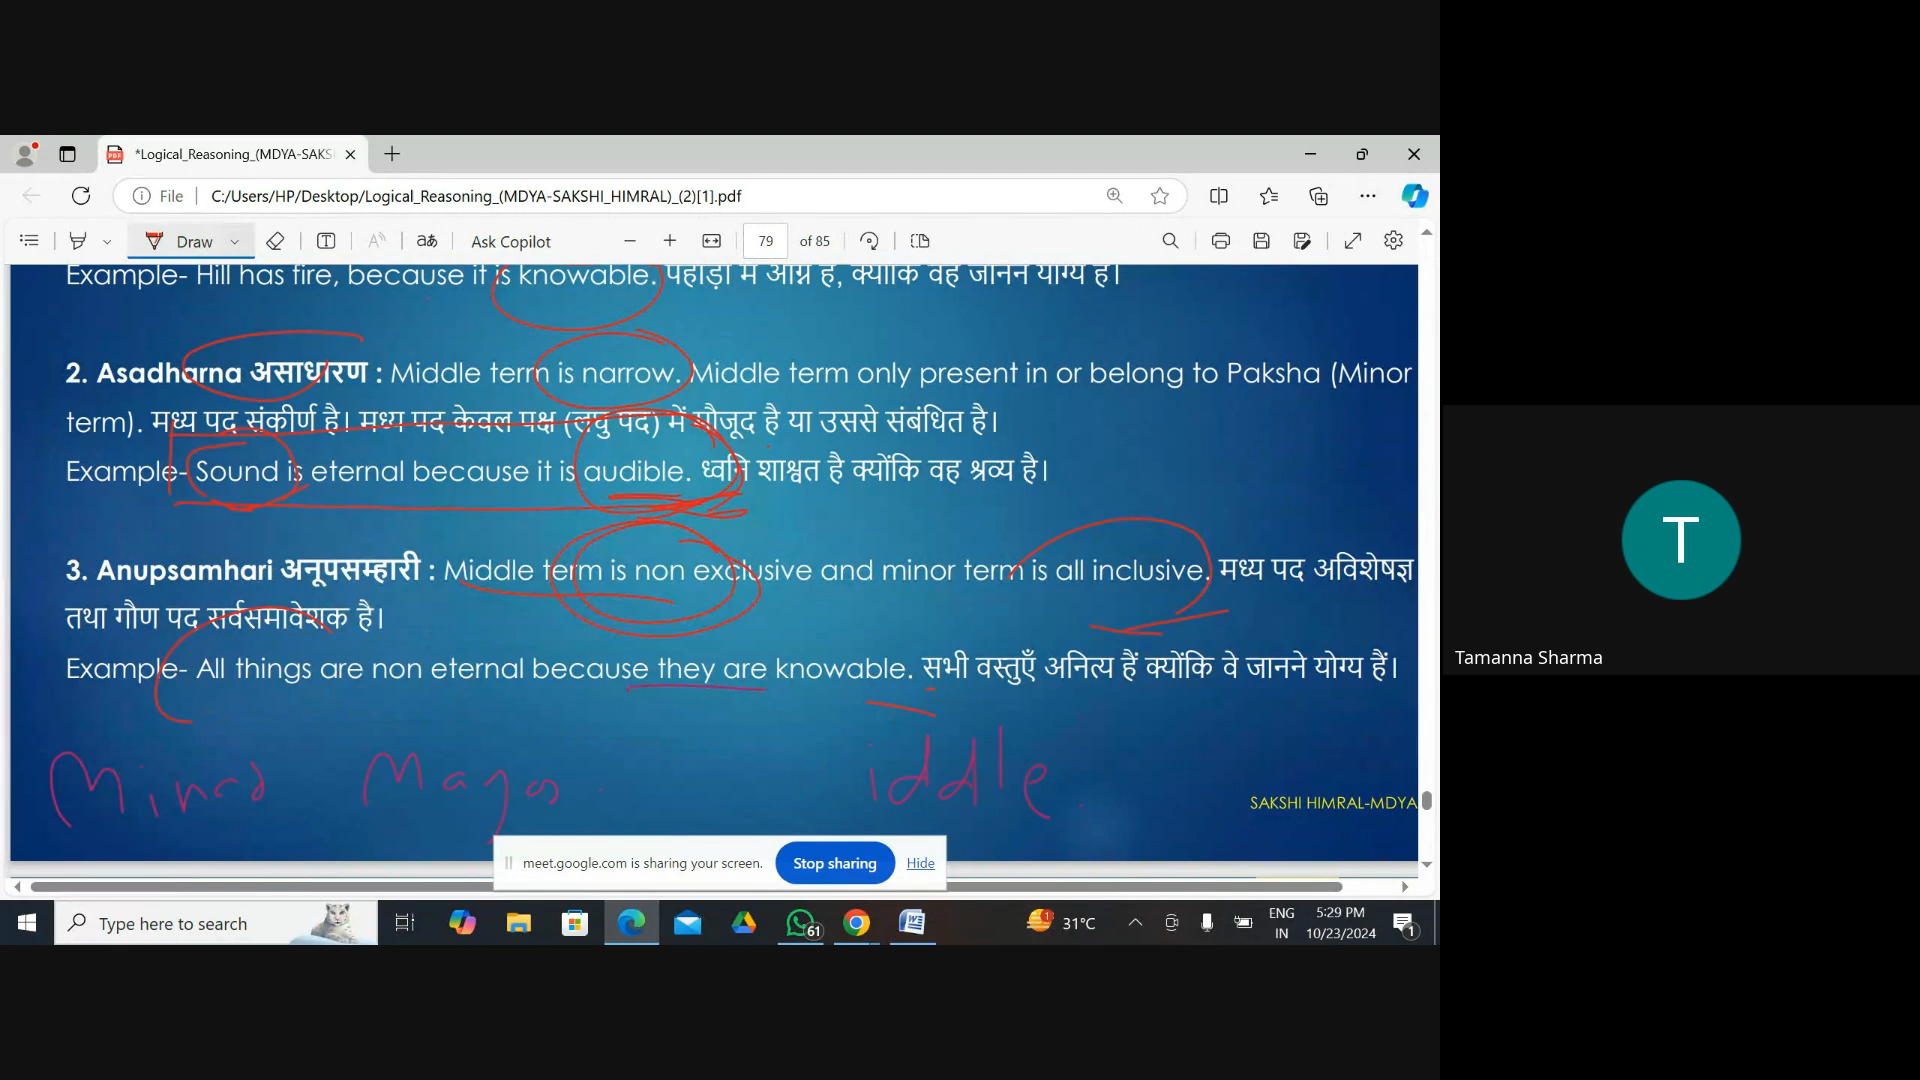 *Logical_Reasoning_(MDYA-SAKS
File C:/Users/HP/Desktop/Logical_Reasoning_(MDYA-SAKSHI_HIMRAL)_(2)[1].pdf
Draw aあ Ask Copilot 79 of 85
Example- Hill has fire, because it is knowable. पहाड़ी में अग्नि है, क्योंकि वह जानने योग्य है।
2. Asadharna असाधारण : Middle term is narrow. Middle term only present in or belong to Paksha (Minor
term). मध्य पद संकीर्ण है। मध्य पद केवल पक्ष (लघु पद) में मौजूद है या उससे संबंधित है।
Example- Sound is eternal because it is audible. ध्वनि शाश्वत है क्योंकि वह श्रव्य है।
3. Anupsamhari अनूपसम्हारी : Middle term is non exclusive and minor term is all inclusive. मध्य पद अविशेषज्ञ
तथा गौण पद सर्वसमावेशक है।
Example- All things are non eternal because they are knowable. सभी वस्तुएँ अनित्य हैं क्योंकि वे जानने योग्य हैं।
iddle
SAKSHI HIMRAL-MDYA
meet.google.com is sharing your screen. Stop sharing Hide
Type here to search 61 1 31°C ENG IN 5:29 PM 10/23/2024 1
T
Tamanna Sharma